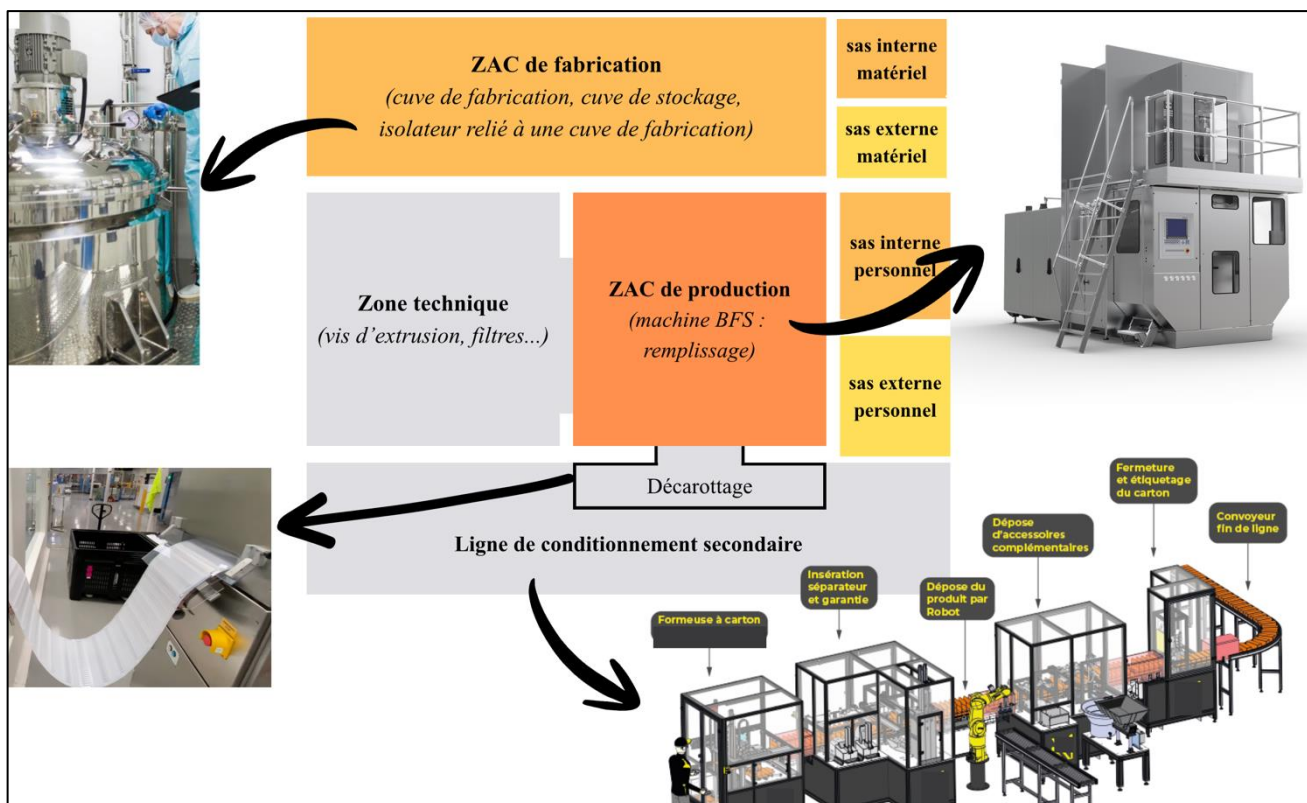 ZAC de fabrication
(cuve de fabrication, cuve de stockage,
isolateur relié à une cuve de fabrication)
sas interne
matériel
sas externe
matériel
Zone technique
(vis d’extrusion, filtres...)
ZAC de production
(machine BFS :
remplissage)
sas interne
personnel
sas externe
personnel
Décarottage
Ligne de conditionnement secondaire
Formeuse à carton
Insération
séparateur
et garantie
Dépose du
produit par
Robot
Dépose
d'accessoires
complémentaires
Fermeture
et étiquetage
du carton
Convoyeur
fin de ligne